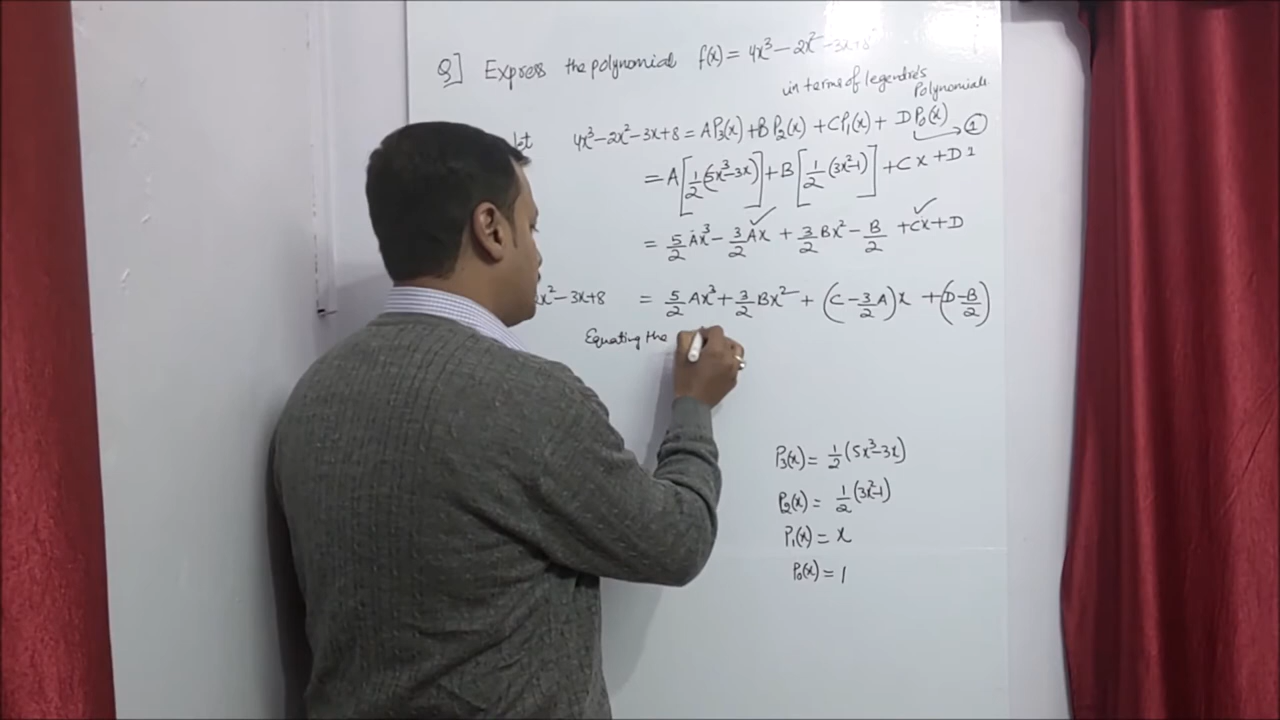 Q] Express the polynomial f(x) = 4x³ − 2x² − 3x + 8
in terms of legendre's
Polynomials
4x³ − 2x² − 3x + 8 = AP₃(x) + BP₂(x) + CP₁(x) + DP₀(x) → ①
= A[1/2(5x³−3x)] + B[1/2(3x²−1)] + Cx + D1
= 5/2 Ax³ − 3/2 Ax + 3/2 Bx² − B/2 + Cx + D
x² − 3x + 8 = 5/2 Ax³ + 3/2 Bx² + (C − 3/2 A)x + (D − B/2)
Equating the
P₃(x) = 1/2(5x³−3x)
P₂(x) = 1/2(3x²−1)
P₁(x) = x
P₀(x) = 1